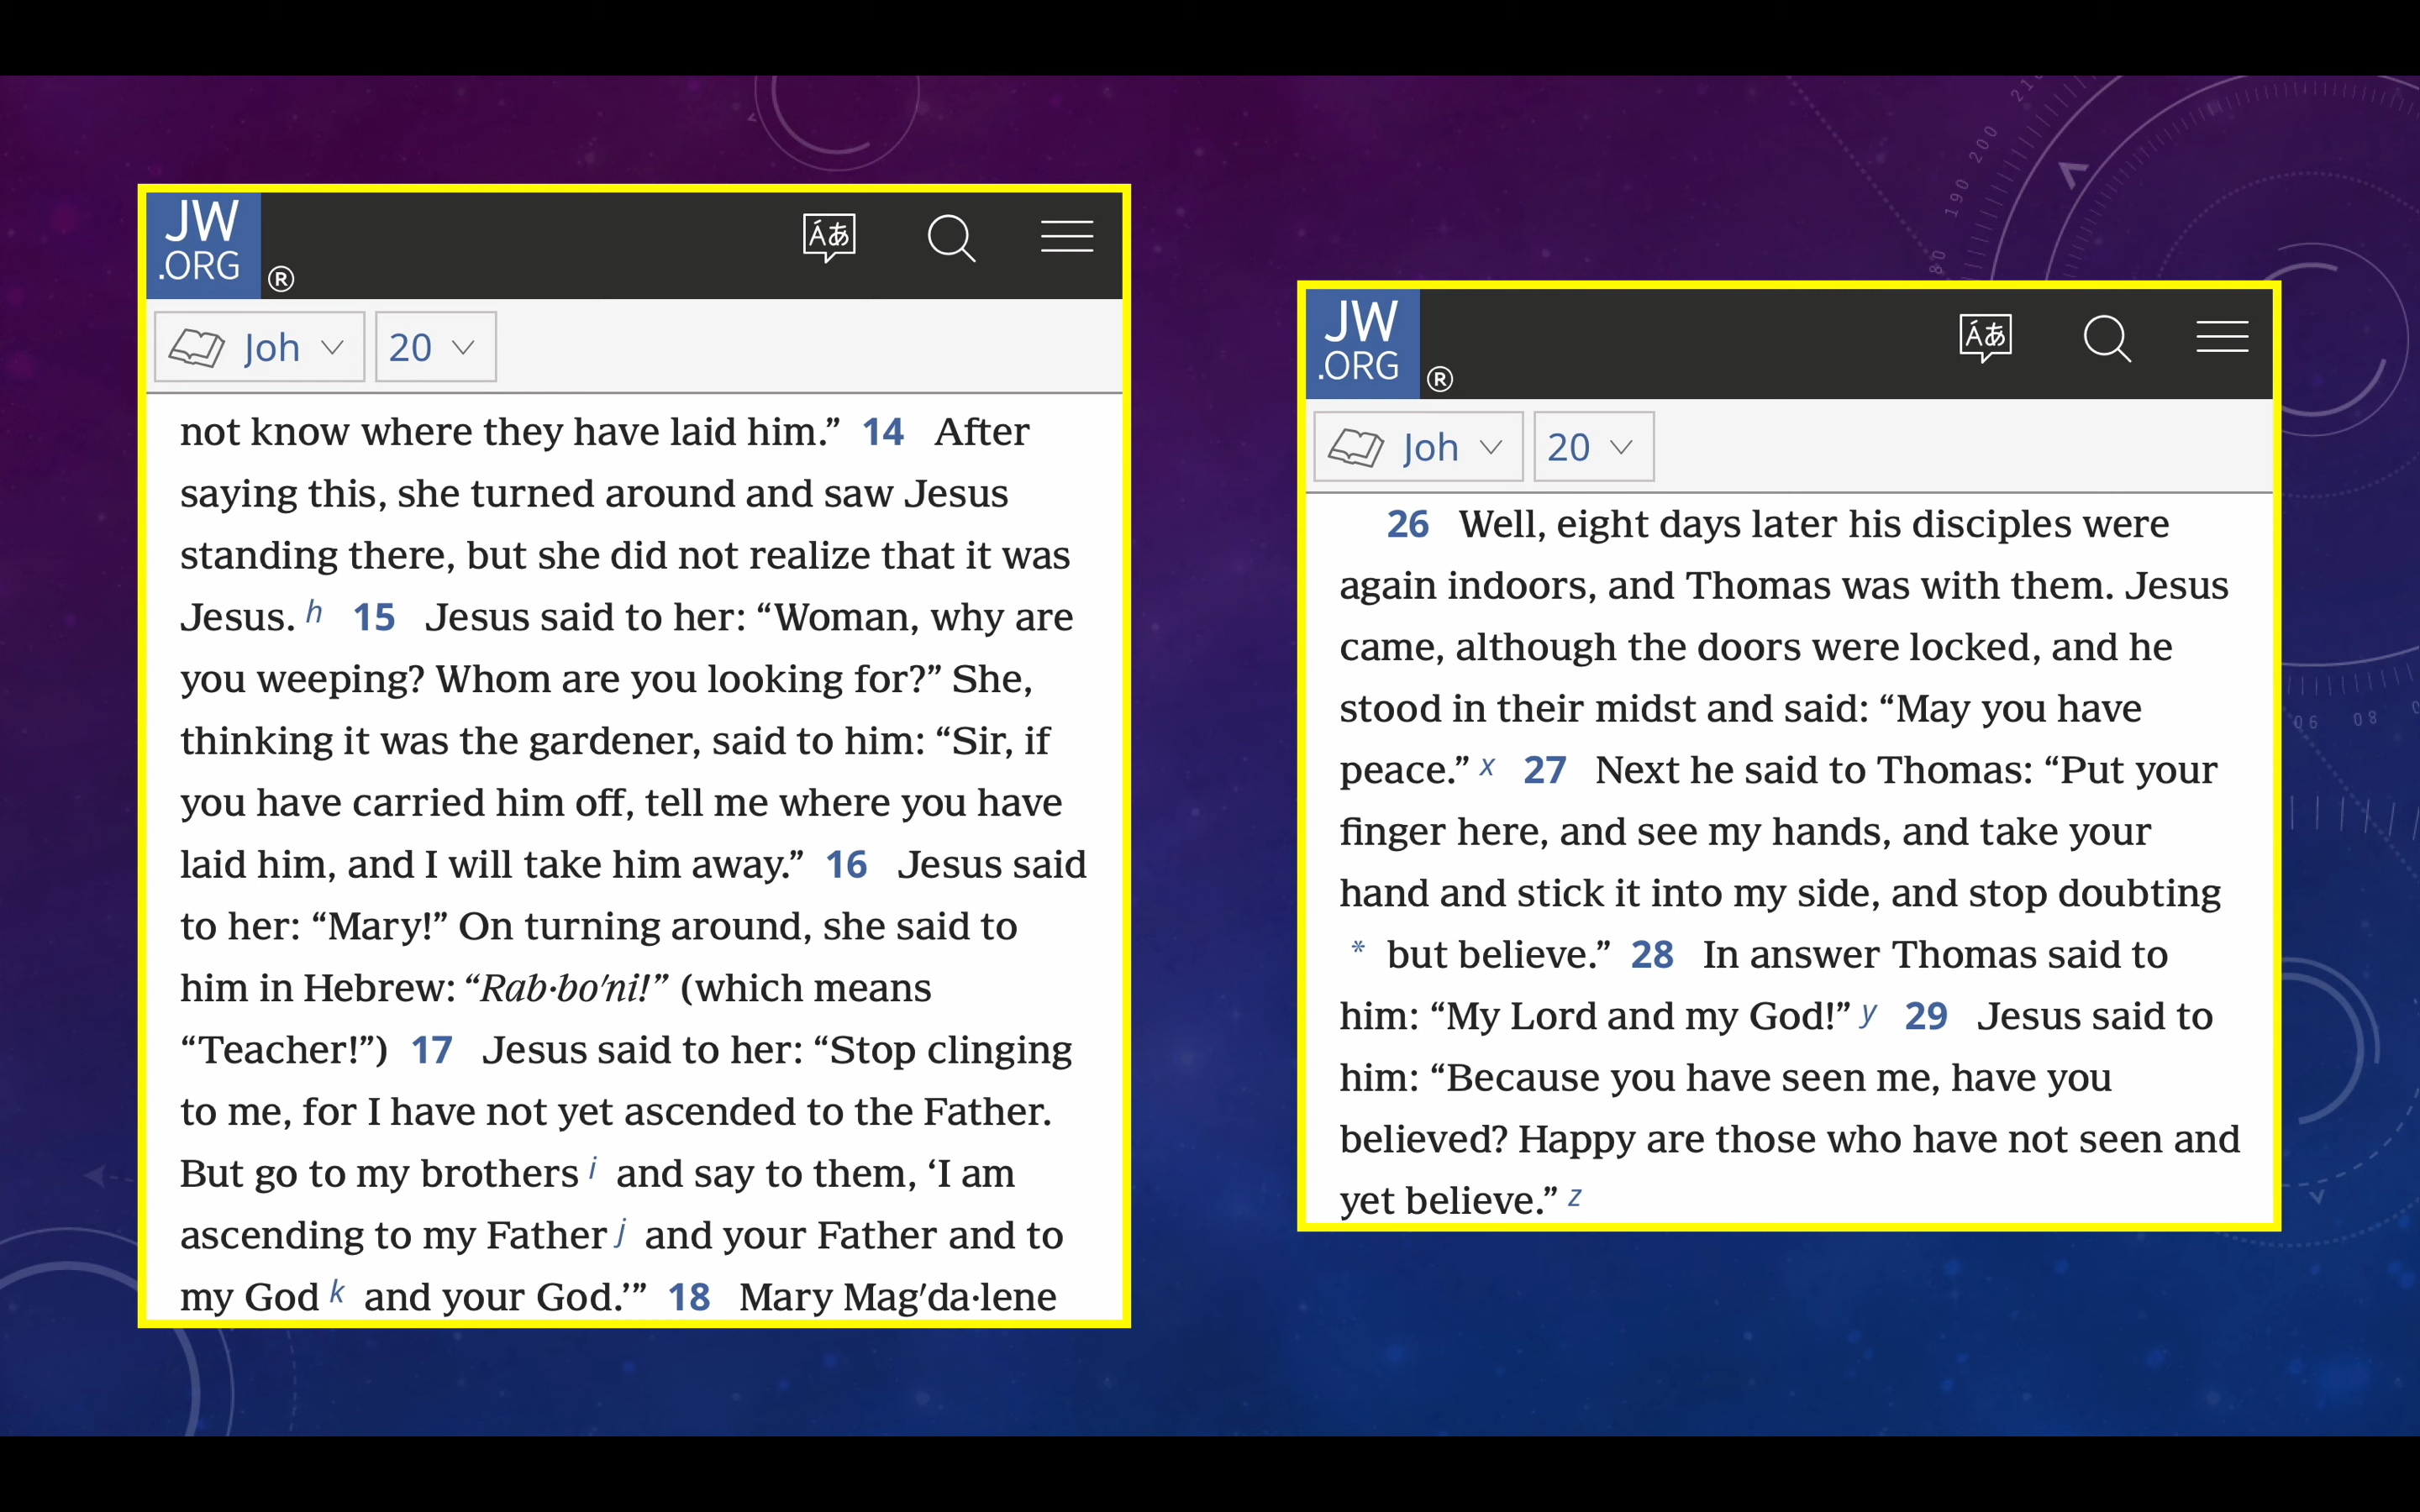 JW
.ORG ®
Áあ
Joh
20
not know where they have laid him.” 14 After
saying this, she turned around and saw Jesus
standing there, but she did not realize that it was
Jesus. h 15 Jesus said to her: “Woman, why are
you weeping? Whom are you looking for?” She,
thinking it was the gardener, said to him: “Sir, if
you have carried him off, tell me where you have
laid him, and I will take him away.” 16 Jesus said
to her: “Mary!” On turning around, she said to
him in Hebrew: “Rab·boʹni!” (which means
“Teacher!”) 17 Jesus said to her: “Stop clinging
to me, for I have not yet ascended to the Father.
But go to my brothers i and say to them, ‘I am
ascending to my Father j and your Father and to
my God k and your God.’” 18 Mary Magʹda·lene
JW
.ORG ®
Áあ
Joh
20
26 Well, eight days later his disciples were
again indoors, and Thomas was with them. Jesus
came, although the doors were locked, and he
stood in their midst and said: “May you have
peace.” x 27 Next he said to Thomas: “Put your
finger here, and see my hands, and take your
hand and stick it into my side, and stop doubting
* but believe.” 28 In answer Thomas said to
him: “My Lord and my God!” y 29 Jesus said to
him: “Because you have seen me, have you
believed? Happy are those who have not seen and
yet believe.” z
190 200